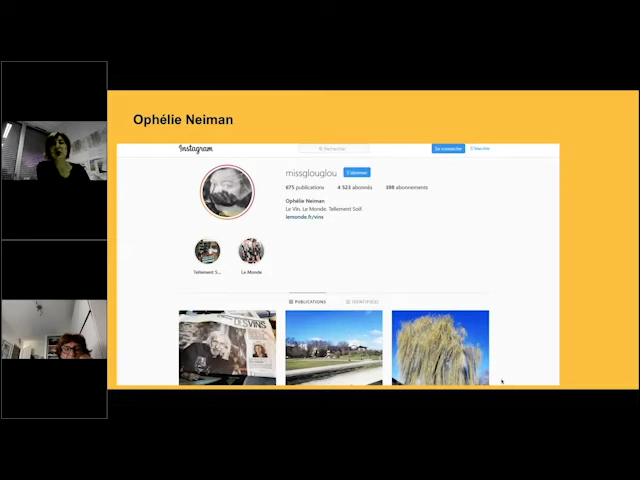 Ophélie Neiman
Instagram
Rechercher
Se connecter
S'inscrire
missglouglou
S'abonner
675 publications 4 523 abonnés 398 abonnements
Ophélie Neiman
Le Vin. Le Monde. Tellement Soif.
lemonde.fr/vins
Tellement S... Le Monde
PUBLICATIONS IDENTIFIÉ(E)
DES VINS